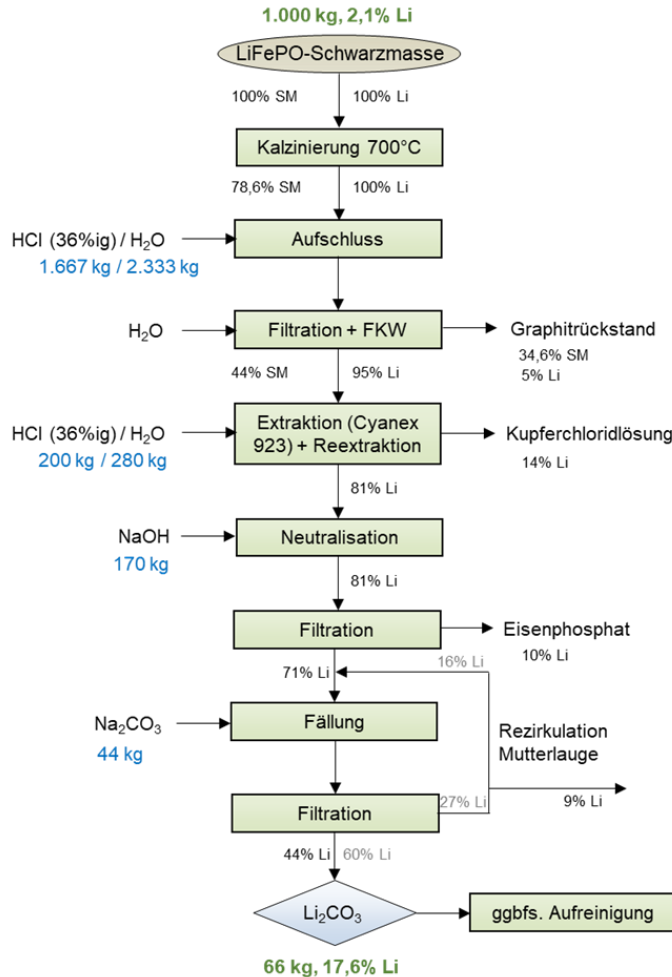 1.000 kg, 2,1% Li
LiFePO-Schwarzmasse
100% SM 100% Li
Kalzinierung 700°C
78,6% SM 100% Li
HCl (36%ig) / H₂O
1.667 kg / 2.333 kg
Aufschluss
H₂O
Filtration + FKW
Graphitrückstand
34,6% SM
5% Li
44% SM 95% Li
HCl (36%ig) / H₂O
200 kg / 280 kg
Extraktion (Cyanex
923) + Reextraktion
Kupferchloridlösung
14% Li
81% Li
NaOH
170 kg
Neutralisation
81% Li
Filtration
Eisenphosphat
10% Li
71% Li
16% Li
Na₂CO₃
44 kg
Fällung
Rezirkulation
Mutterlauge
Filtration
27% Li
9% Li
44% Li 60% Li
Li₂CO₃
ggbfs. Aufreinigung
66 kg, 17,6% Li